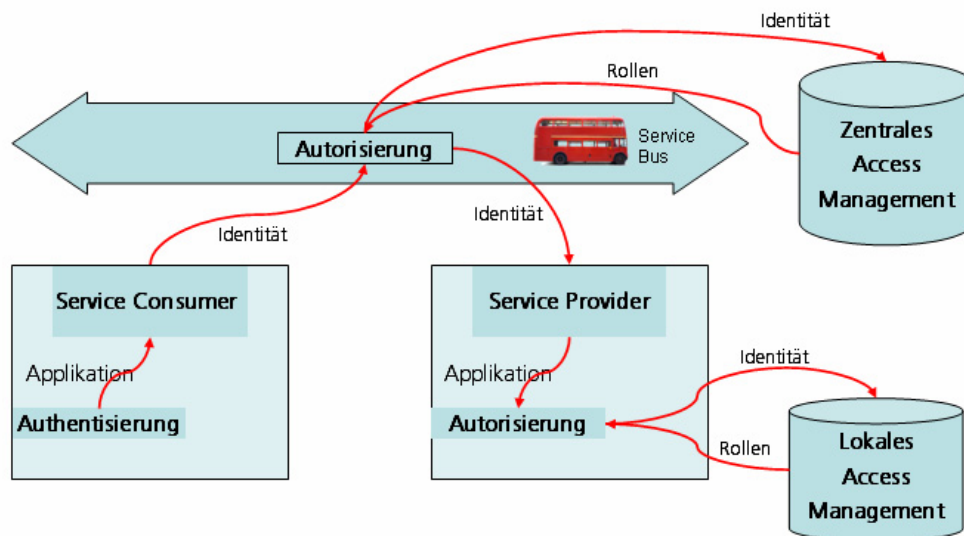 Identität
Rollen
Zentrales
Access
Management
Autorisierung
Service
Bus
Identität
Identität
Service Consumer
Applikation
Authentisierung
Service Provider
Applikation
Autorisierung
Identität
Rollen
Lokales
Access
Management